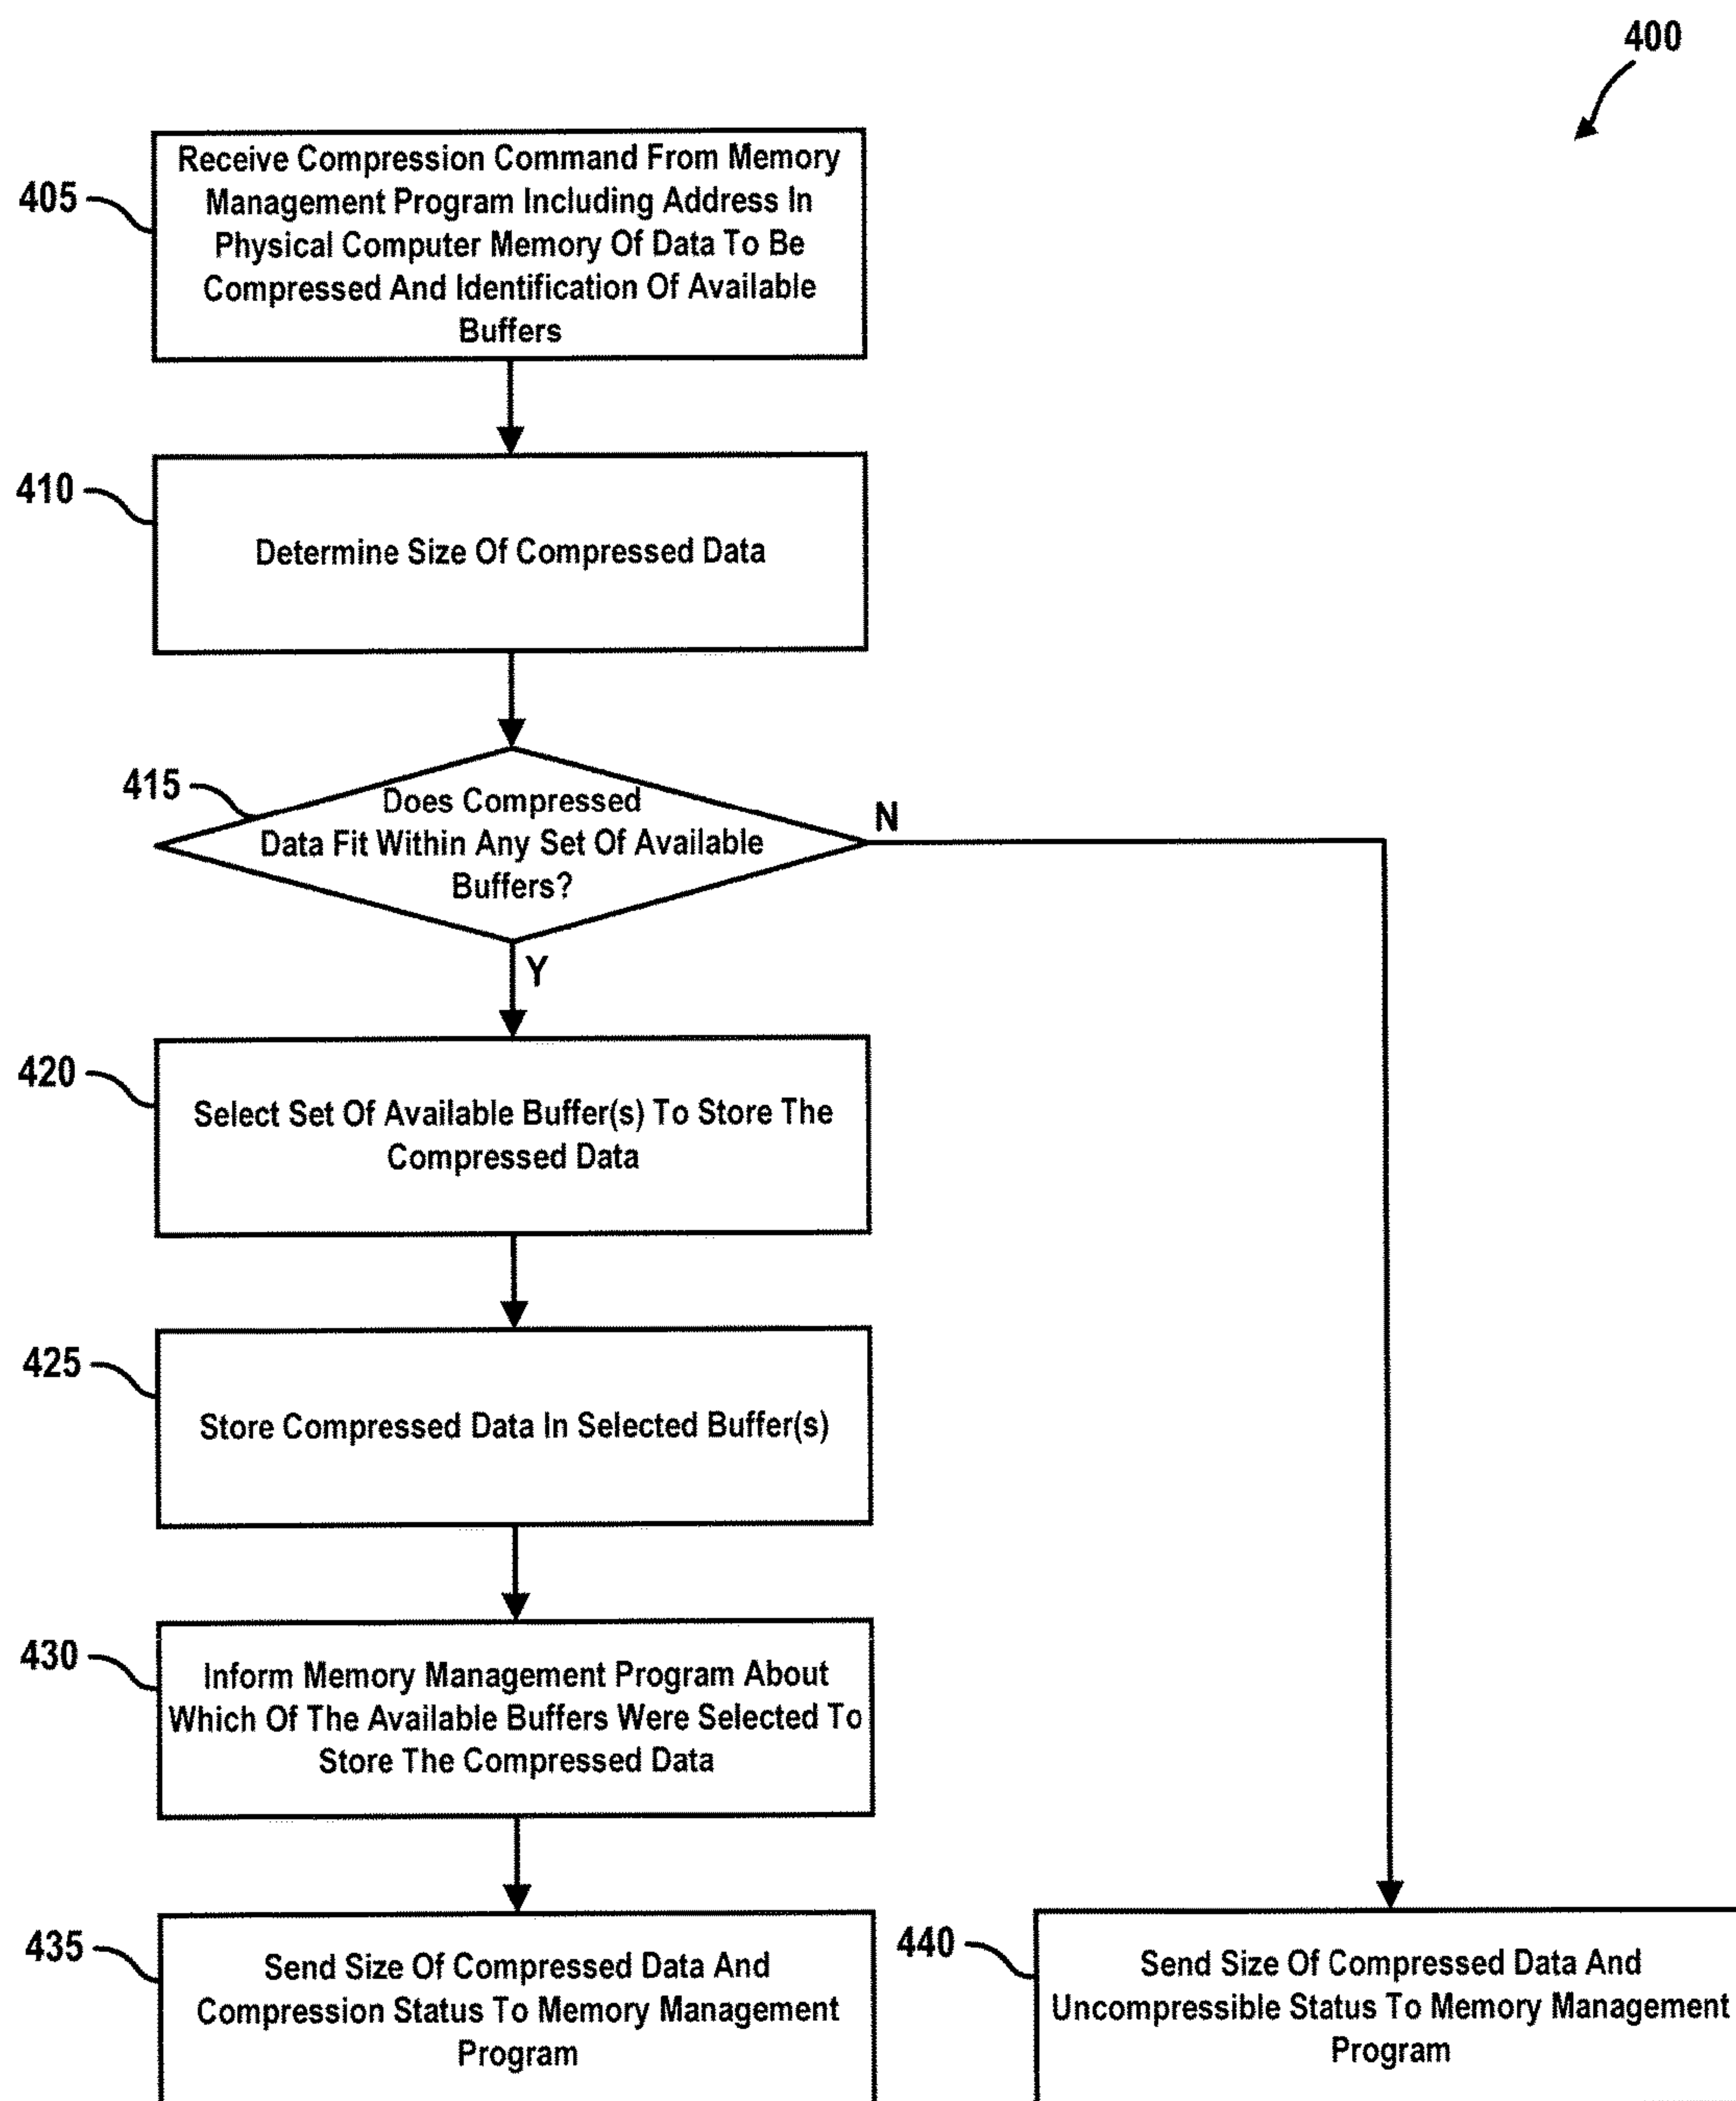 400
405
Receive Compression Command From Memory
Management Program Including Address In
Physical Computer Memory Of Data To Be
Compressed And Identification Of Available
Buffers
410
Determine Size Of Compressed Data
415
Does Compressed
Data Fit Within Any Set Of Available
Buffers?
N
Y
420
Select Set Of Available Buffer(s) To Store The
Compressed Data
425
Store Compressed Data In Selected Buffer(s)
430
Inform Memory Management Program About
Which Of The Available Buffers Were Selected To
Store The Compressed Data
435
Send Size Of Compressed Data And
Compression Status To Memory Management
Program
440
Send Size Of Compressed Data And
Uncompressible Status To Memory Management
Program